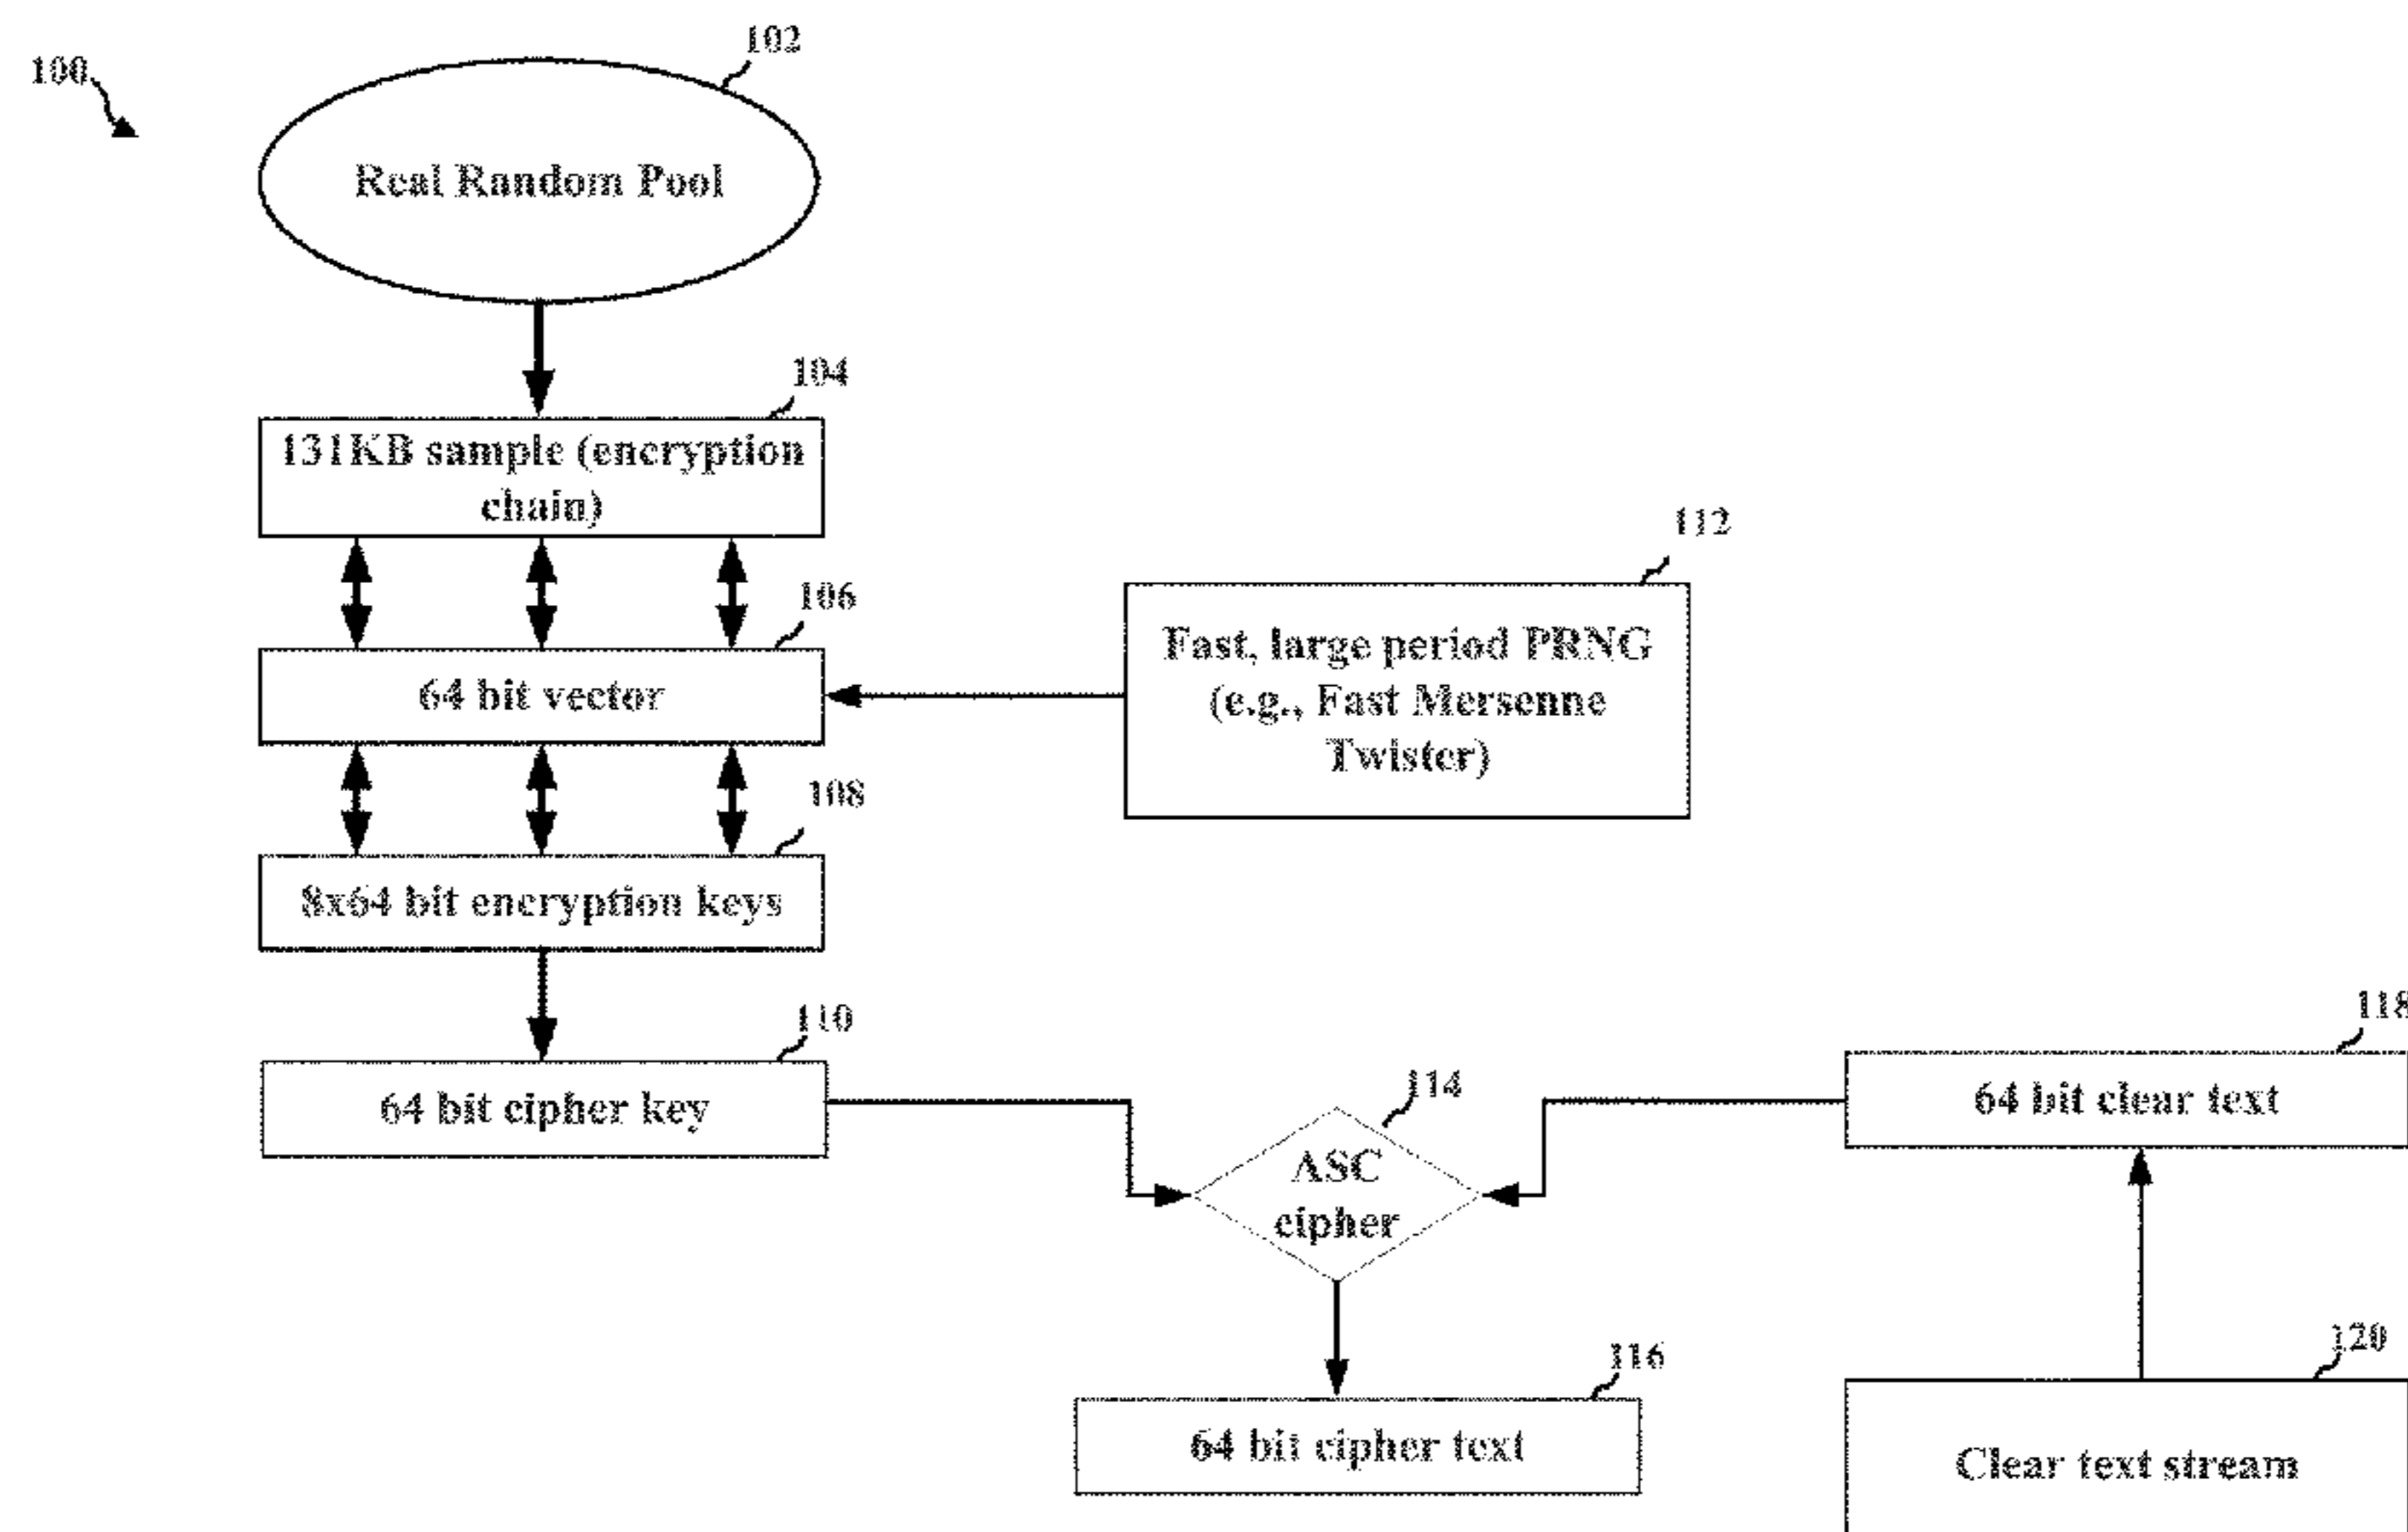 100
102
Real Random Pool
104
131KB sample (encryption
chain)
106
64 bit vector
112
Fast, large period PRNG
(e.g., Fast Mersenne
Twister)
108
8x64 bit encryption keys
110
64 bit cipher key
114
ASC
cipher
118
64 bit clear text
116
64 bit cipher text
120
Clear text stream